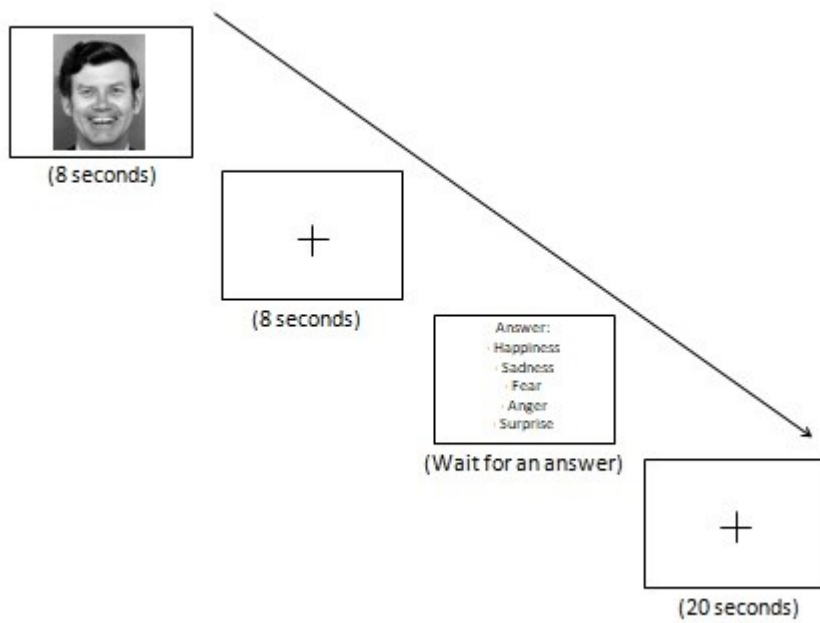 (8 seconds)
(8 seconds)
Answer:
· Happiness
· Sadness
· Fear
· Anger
· Surprise
(Wait for an answer)
(20 seconds)